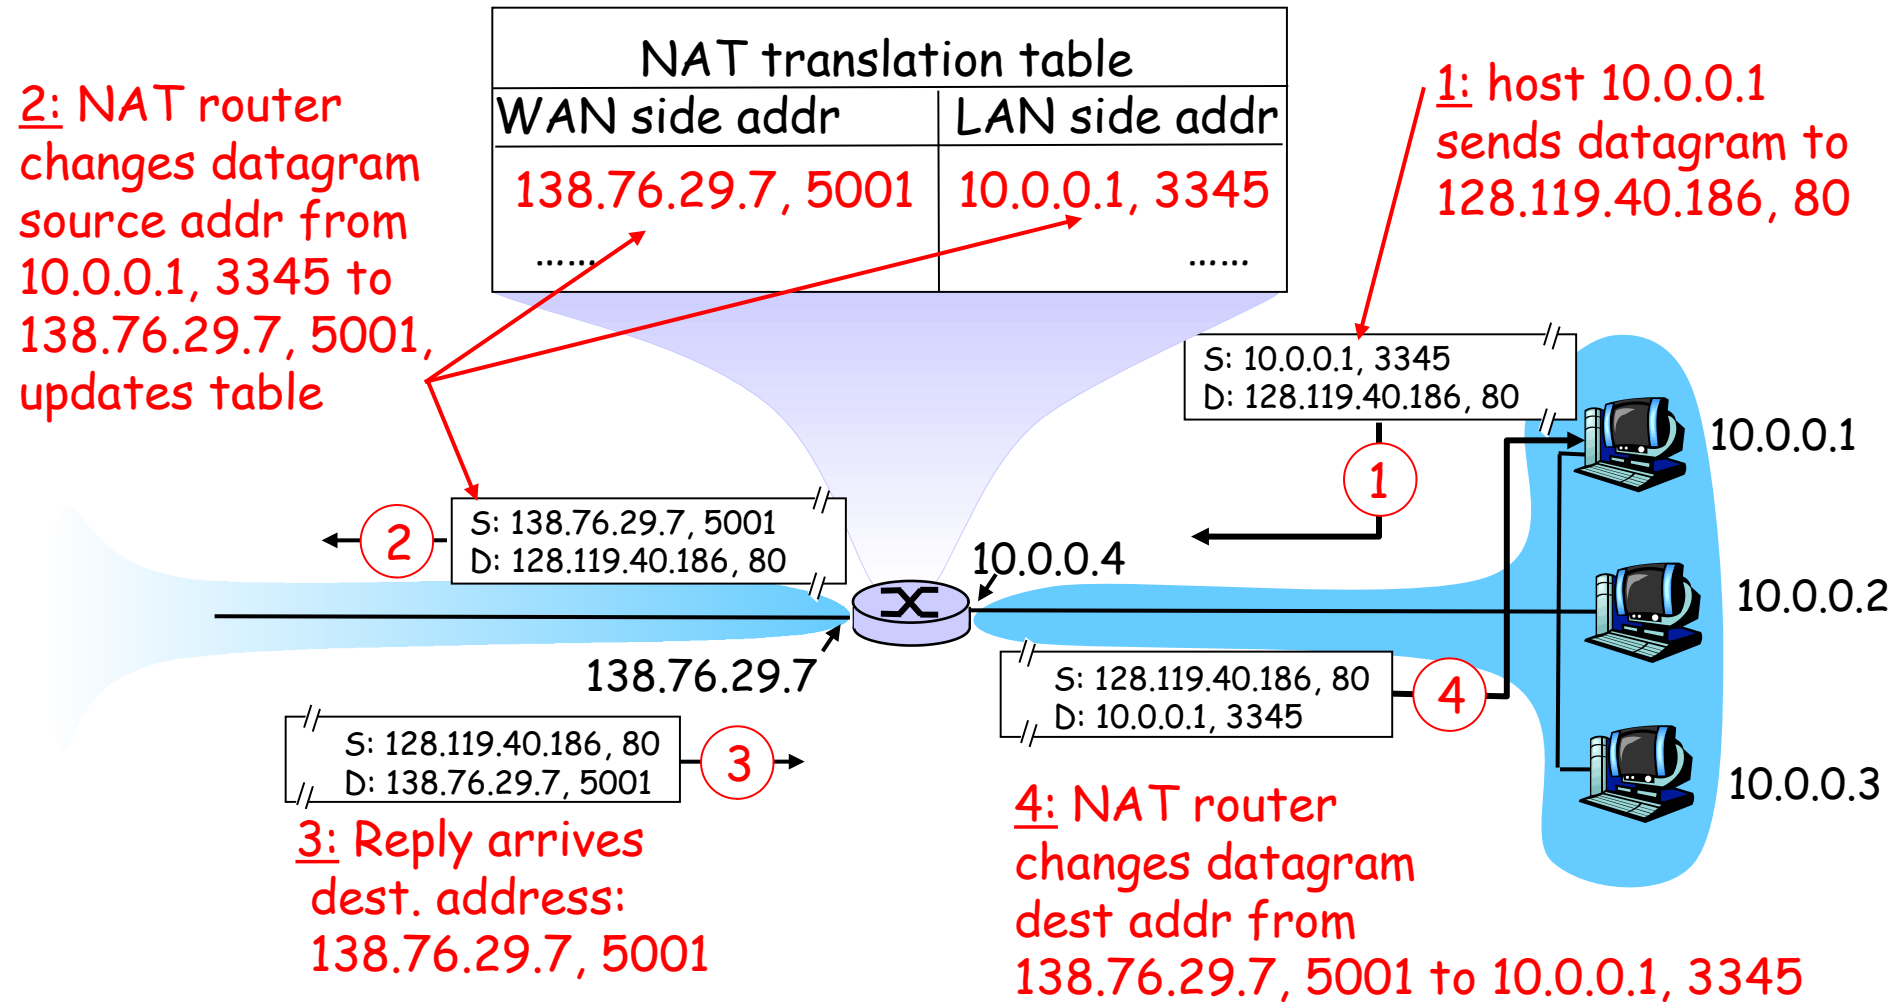 NAT translation table
WAN side addr LAN side addr
138.76.29.7, 5001 10.0.0.1, 3345
...... ......
2: NAT router
changes datagram
source addr from
10.0.0.1, 3345 to
138.76.29.7, 5001,
updates table
1: host 10.0.0.1
sends datagram to
128.119.40.186, 80
S: 10.0.0.1, 3345
D: 128.119.40.186, 80
1
10.0.0.1
S: 138.76.29.7, 5001
D: 128.119.40.186, 80
2
10.0.0.4
10.0.0.2
138.76.29.7
S: 128.119.40.186, 80
D: 10.0.0.1, 3345
4
S: 128.119.40.186, 80
D: 138.76.29.7, 5001
3
10.0.0.3
3: Reply arrives
dest. address:
138.76.29.7, 5001
4: NAT router
changes datagram
dest addr from
138.76.29.7, 5001 to 10.0.0.1, 3345